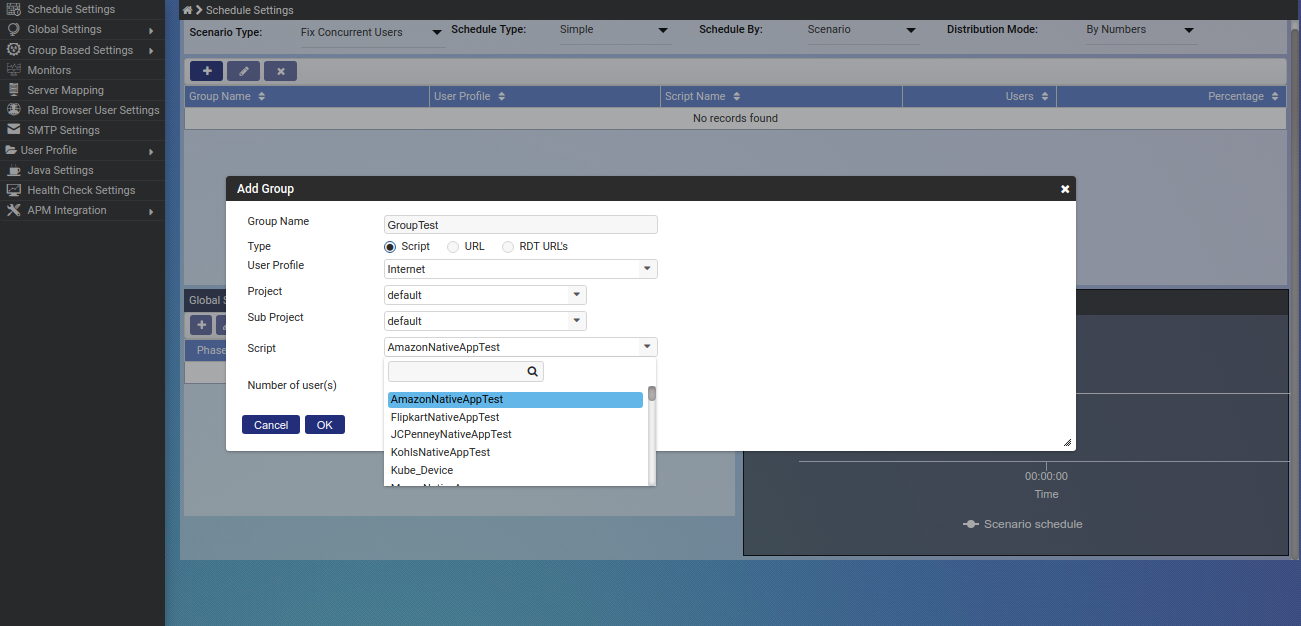 Schedule Settings
Global Settings
Group Based Settings
Monitors
Server Mapping
Real Browser User Settings
SMTP Settings
User Profile
Java Settings
Health Check Settings
APM Integration
Schedule Settings
Scenario Type: Fix Concurrent Users Schedule Type: Simple Schedule By: Scenario Distribution Mode: By Numbers
Group Name User Profile Script Name Users Percentage
No records found
Add Group
Group Name GroupTest
Type Script URL RDT URL's
User Profile Internet
Project default
Sub Project default
Script AmazonNativeAppTest
Number of user(s)
AmazonNativeAppTest
FlipkartNativeAppTest
JCPenneyNativeAppTest
KohlsNativeAppTest
Kube_Device
Cancel OK
Global S
Phase
00:00:00
Time
Scenario schedule